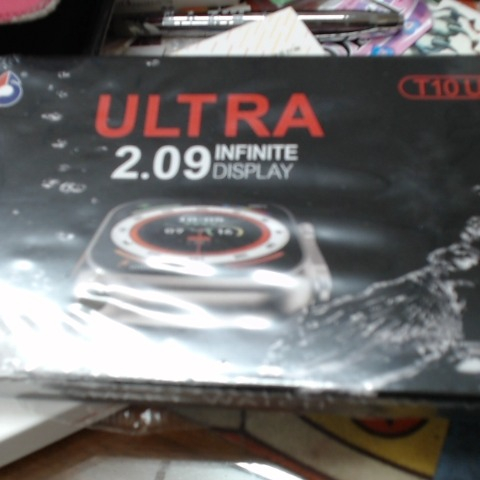 T10 U
ULTRA
2.09 INFINITE
DISPLAY